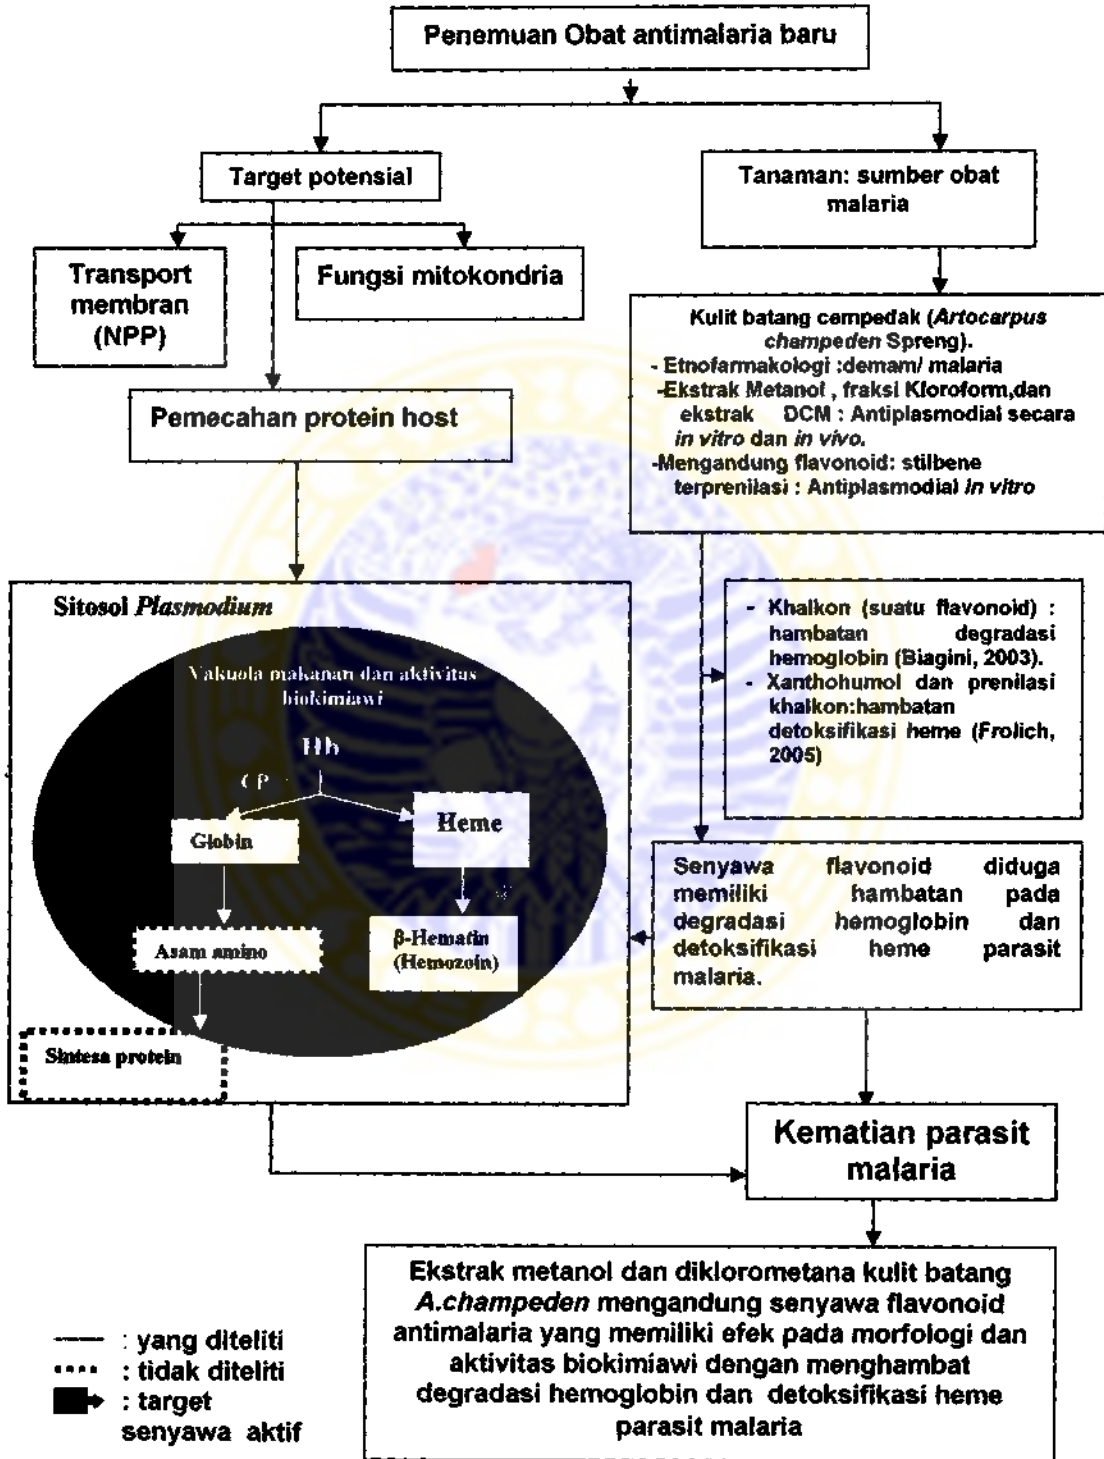 Penemuan Obat antimalaria baru
Target potensial
Tanaman: sumber obat
malaria
Transport
membran
(NPP)
Fungsi mitokondria
Kulit batang cempedak (Artocarpus
champeden Spreng).
- Etnofarmakologi :demam/ malaria
-Ekstrak Metanol , fraksi Kloroform,dan
ekstrak DCM : Antiplasmodial secara
in vitro dan in vivo.
-Mengandung flavonoid: stilbene
terprenilasi : Antiplasmodial in vitro
Pemecahan protein host
Sitosol Plasmodium
Vakuola makanan dan aktivitas
biokimiawi
Hb
CP
Globin
Heme
Asam amino
β-Hematin
(Hemozoin)
Sintesa protein
- Khalkon (suatu flavonoid) :
hambatan degradasi
hemoglobin (Biagini, 2003).
- Xanthohumol dan prenilasi
khalkon:hambatan
detoksifikasi heme (Frolich,
2005)
Senyawa flavonoid diduga
memiliki hambatan pada
degradasi hemoglobin dan
detoksifikasi heme parasit
malaria.
Kematian parasit
malaria
Ekstrak metanol dan diklorometana kulit batang
A.champeden mengandung senyawa flavonoid
antimalaria yang memiliki efek pada morfologi dan
aktivitas biokimiawi dengan menghambat
degradasi hemoglobin dan detoksifikasi heme
parasit malaria
: yang diteliti
: tidak diteliti
: target
senyawa aktif